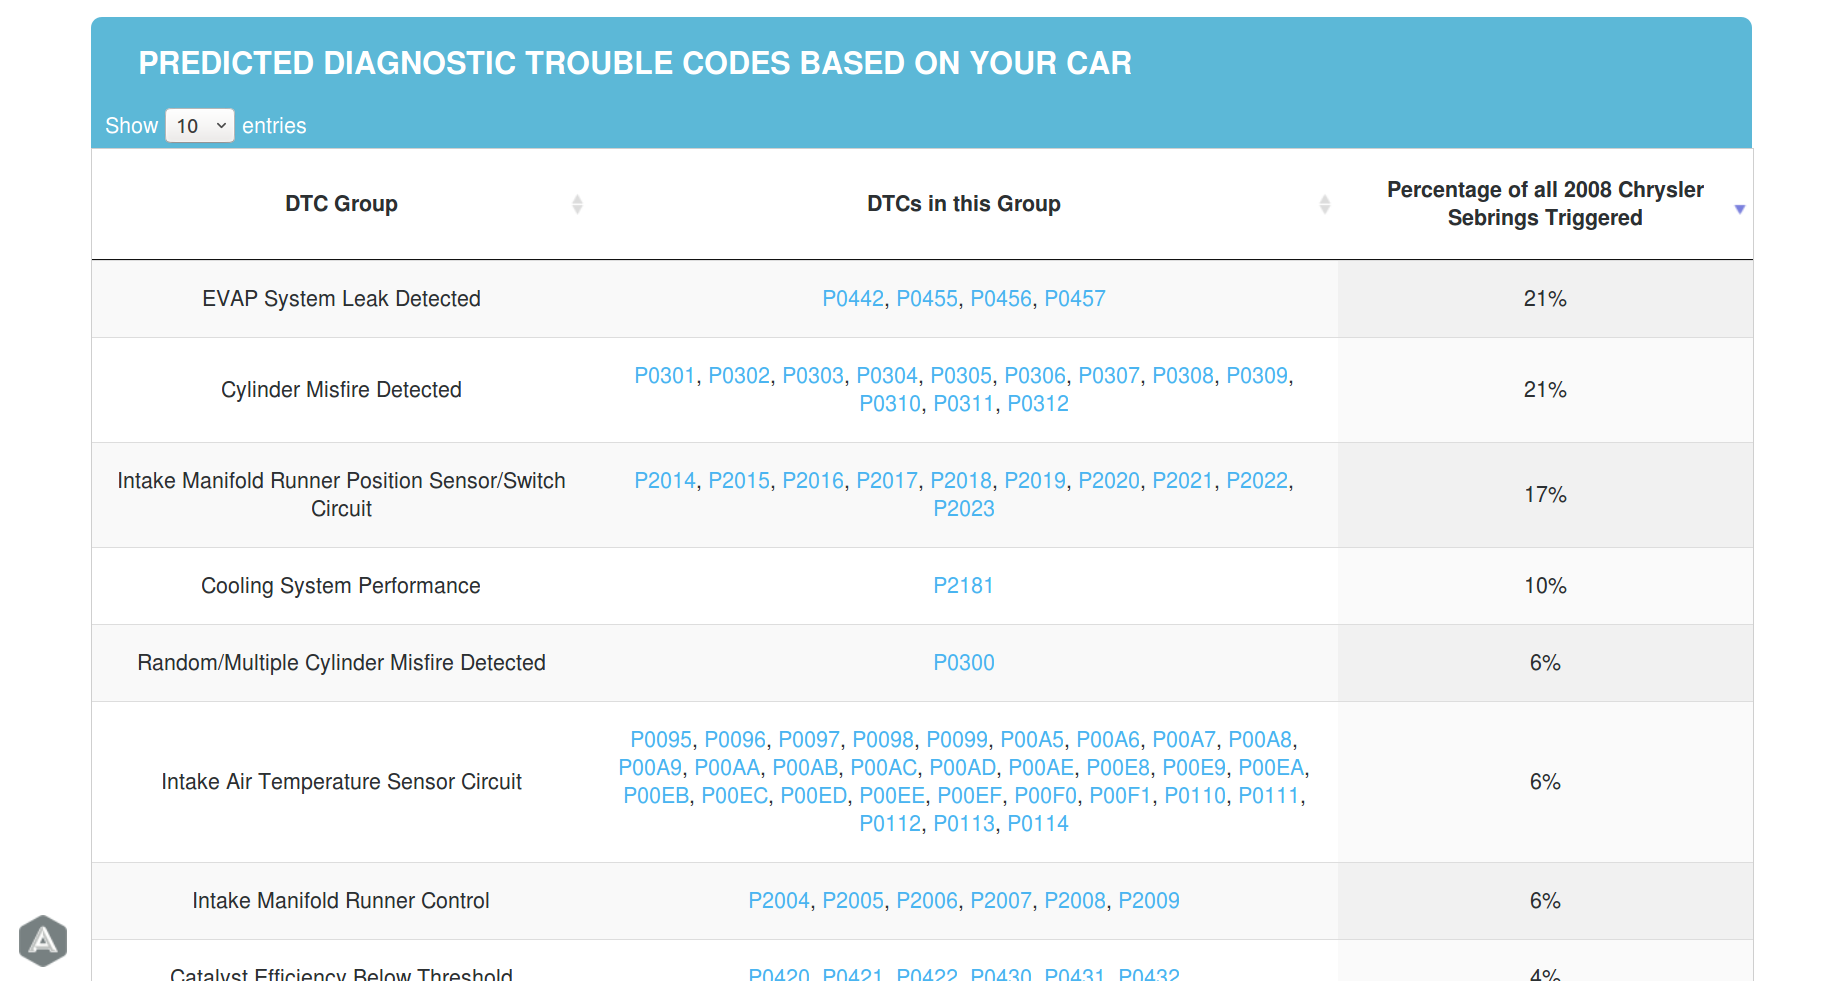 PREDICTED DIAGNOSTIC TROUBLE CODES BASED ON YOUR CAR
Show 10 entries
DTC Group
DTCs in this Group
Percentage of all 2008 Chrysler
Sebrings Triggered
EVAP System Leak Detected
P0442, P0455, P0456, P0457
21%
Cylinder Misfire Detected
P0301, P0302, P0303, P0304, P0305, P0306, P0307, P0308, P0309,
P0310, P0311, P0312
21%
Intake Manifold Runner Position Sensor/Switch
Circuit
P2014, P2015, P2016, P2017, P2018, P2019, P2020, P2021, P2022,
P2023
17%
Cooling System Performance
P2181
10%
Random/Multiple Cylinder Misfire Detected
P0300
6%
Intake Air Temperature Sensor Circuit
P0095, P0096, P0097, P0098, P0099, P00A5, P00A6, P00A7, P00A8,
P00A9, P00AA, P00AB, P00AC, P00AD, P00AE, P00E8, P00E9, P00EA,
P00EB, P00EC, P00ED, P00EE, P00EF, P00F0, P00F1, P0110, P0111,
P0112, P0113, P0114
6%
Intake Manifold Runner Control
P2004, P2005, P2006, P2007, P2008, P2009
6%
Catalyst Efficiency Below Threshold
P0420, P0421, P0422, P0430, P0431, P0432
4%
A